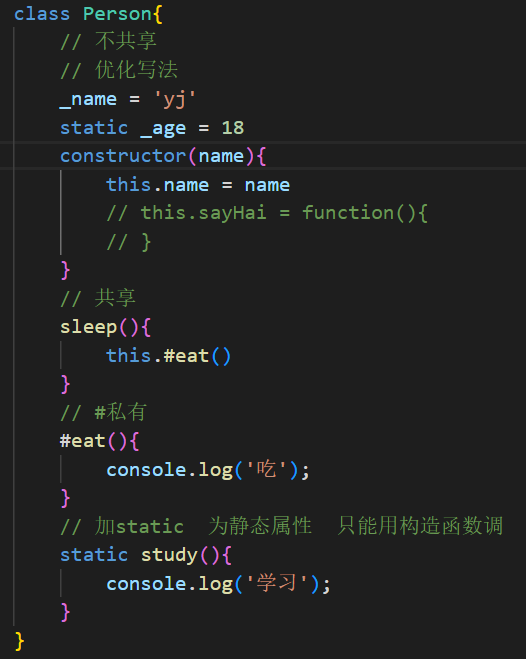 class Person{
// 不共享
// 优化写法
_name = 'yj'
static _age = 18
constructor(name){
this.name = name
// this.sayHai = function(){
// }
}
// 共享
sleep(){
this.#eat()
}
// #私有
#eat(){
console.log('吃');
}
// 加static  为静态属性  只能用构造函数调
static study(){
console.log('学习');
}
}